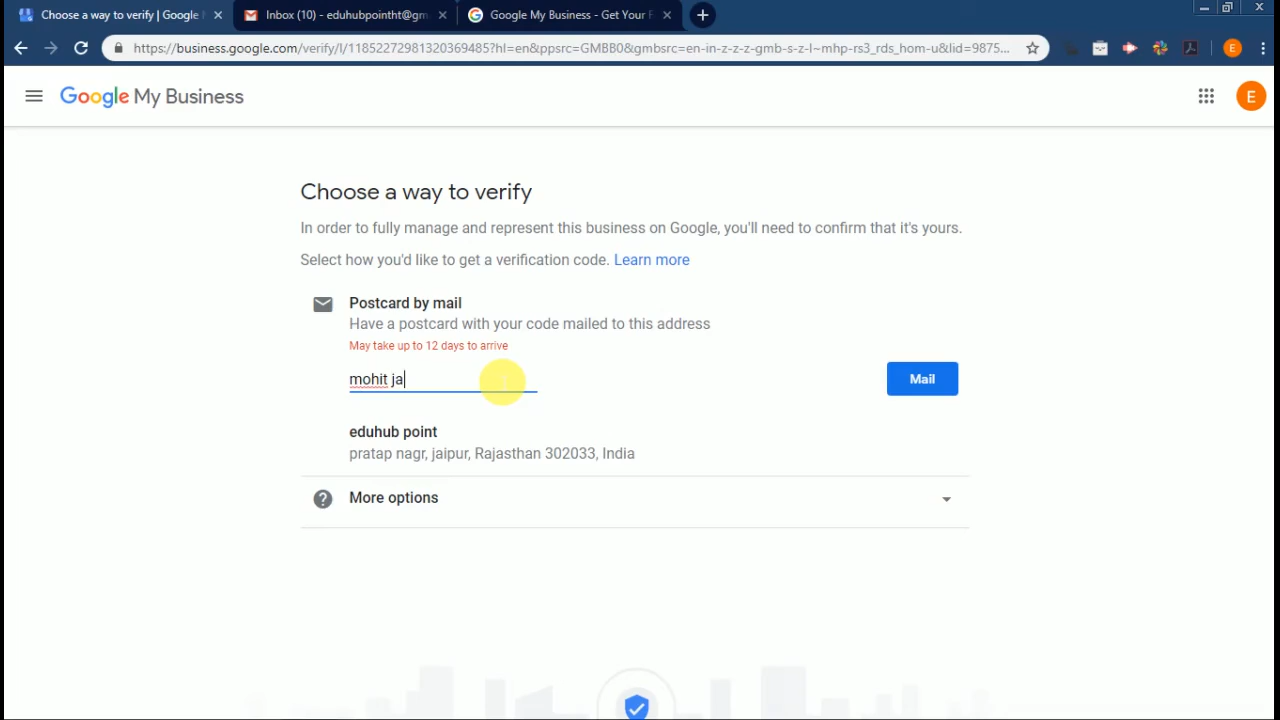 Choose a way to verify | Google
Inbox (10) - eduhubpointht@gm
Google My Business - Get Your F
https://business.google.com/verify/l/11852272981320369485?hl=en&ppsrc=GMBB0&gmbsrc=en-in-z-z-z-gmb-s-z-l~mhp-rs3_rds_hom-u&lid=9875...
E
Google My Business
E
Choose a way to verify
In order to fully manage and represent this business on Google, you'll need to confirm that it's yours.
Select how you'd like to get a verification code. Learn more
Postcard by mail
Have a postcard with your code mailed to this address
May take up to 12 days to arrive
mohit ja
Mail
eduhub point
pratap nagr, jaipur, Rajasthan 302033, India
More options